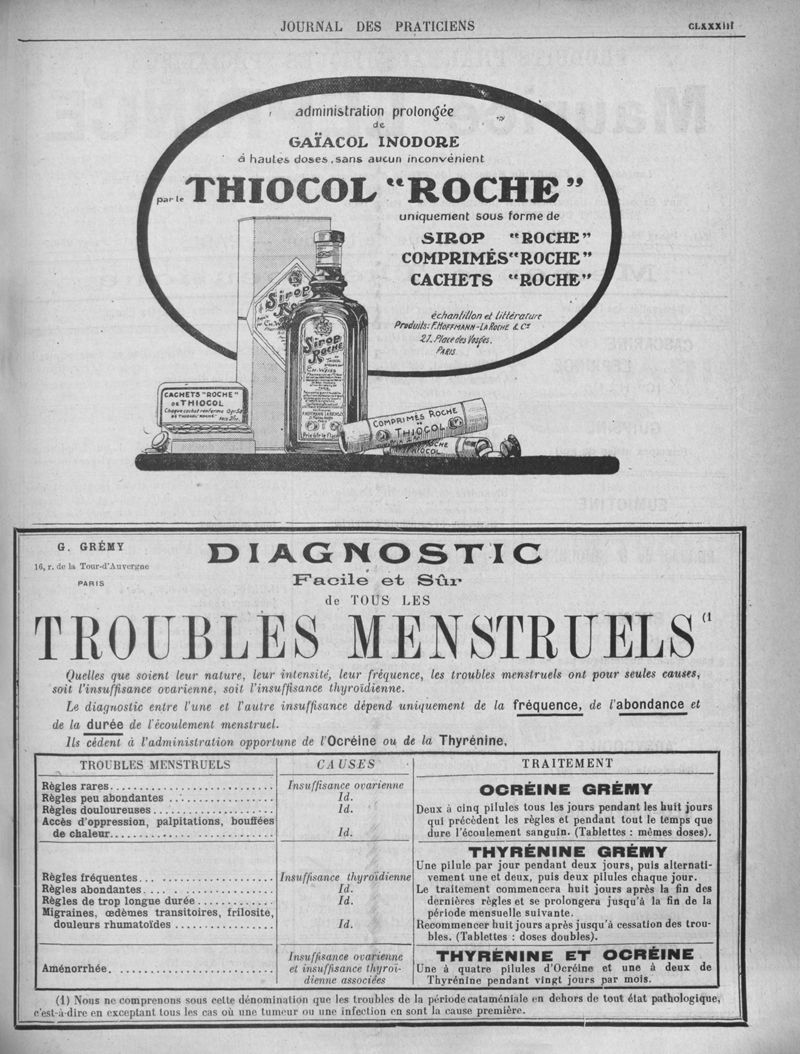 JOURNAL DES PRATICIENS
administration prolongée
de
GAÏACOL INODORE
à hautes doses, sans aucun inconvénient
par le THIOCOL "ROCHE"
uniquement sous forme de
SIROP "ROCHE"
COMPRIMÉS "ROCHE"
CACHETS "ROCHE"
échantillon et littérature
Produits: F. HOFFMANN-LA ROCHE & Cie
21, Place des Vosges.
PARIS.
Sirop
Roche
Sirop
Roche
CACHETS "ROCHE"
DE THIOCOL
COMPRIMÉS ROCHE
THIOCOL
ROCHE
THIOCOL
G. GRÉMY
16, r. de la Tour-d'Auvergne
PARIS
DIAGNOSTIC
Facile et Sûr
de TOUS LES
TROUBLES MENSTRUELS (1
Quelles que soient leur nature, leur intensité, leur fréquence, les troubles menstruels ont pour seules causes,
soit l'insuffisance ovarienne, soit l'insuffisance thyroïdienne.
Le diagnostic entre l'une et l'autre insuffisance dépend uniquement de la fréquence, de l'abondance et
de la durée de l'écoulement menstruel.
Ils cèdent à l'administration opportune de l'Ocréine ou de la Thyrénine.
TROUBLES MENSTRUELS
CAUSES
TRAITEMENT
Règles rares
Règles peu abondantes
Règles douloureuses
Accès d'oppression, palpitations, bouffées
de chaleur
Insuffisance ovarienne
Id.
Id.
Id.
OCRÉINE GRÉMY
Deux à cinq pilules tous les jours pendant les huit jours
qui précèdent les règles et pendant tout le temps que
dure l'écoulement sanguin. (Tablettes : mêmes doses).
Règles fréquentes
Règles abondantes
Règles de trop longue durée
Migraines, œdèmes transitoires, frilosité,
douleurs rhumatoïdes
Insuffisance thyroïdienne
Id.
Id.
Id.
THYRÉNINE GRÉMY
Une pilule par jour pendant deux jours, puis alternati-
vement une et deux, puis deux pilules chaque jour.
Le traitement commencera huit jours après la fin des
dernières règles et se prolongera jusqu'à la fin de la
période mensuelle suivante.
Recommencer huit jours après jusqu'à cessation des trou-
bles. (Tablettes : doses doubles).
Aménorrhée
Insuffisance ovarienne
et insuffisance thyroï-
dienne associées
THYRÉNINE ET OCRÉINE
Une à quatre pilules d'Ocréine et une à deux de
Thyrénine pendant vingt jours par mois.
(1) Nous ne comprenons sous cette dénomination que les troubles de la période cataméniale en dehors de tout état pathologique,
c'est-à-dire en exceptant tous les cas où une tumeur ou une infection en sont la cause première.